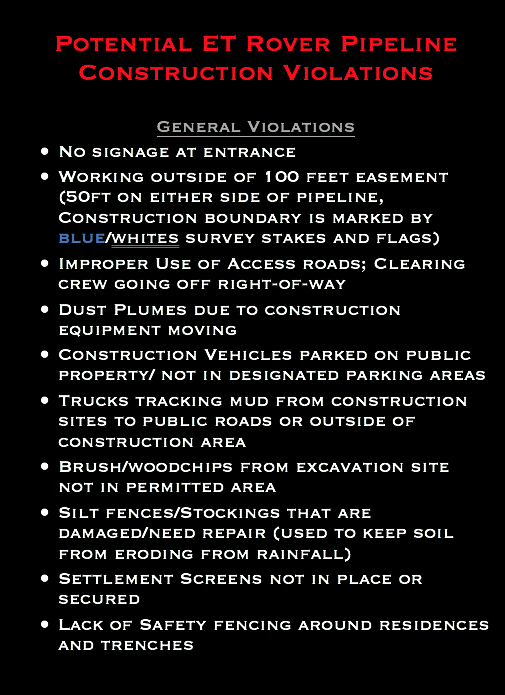 Potential ET Rover Pipeline
Construction Violations
General Violations
• No signage at entrance
• Working outside of 100 feet easement
(50ft on either side of pipeline,
Construction boundary is marked by
blue/whites survey stakes and flags)
• Improper Use of Access roads; Clearing
crew going off right-of-way
• Dust Plumes due to construction
equipment moving
• Construction Vehicles parked on public
property/ not in designated parking areas
• Trucks tracking mud from construction
sites to public roads or outside of
construction area
• Brush/woodchips from excavation site
not in permitted area
• Silt fences/Stockings that are
damaged/need repair (used to keep soil
from eroding from rainfall)
• Settlement Screens not in place or
secured
• Lack of Safety fencing around residences
and trenches